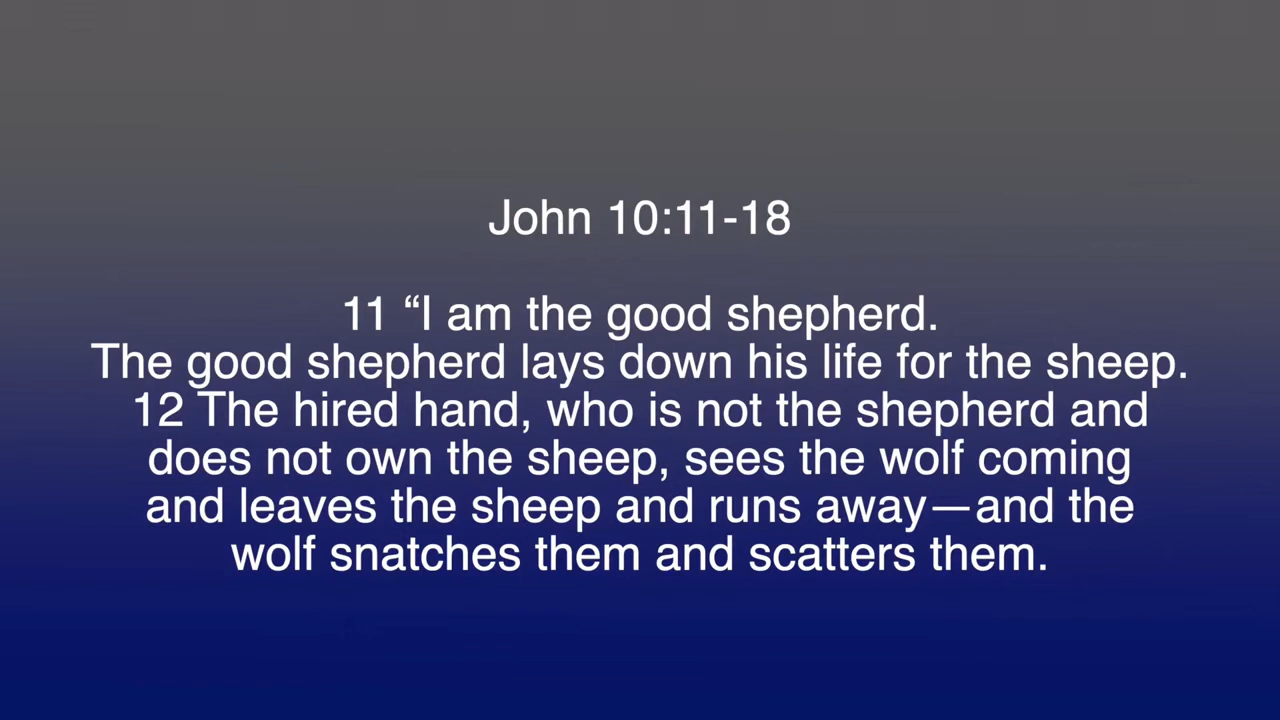 John 10:11-18
11 “I am the good shepherd.
The good shepherd lays down his life for the sheep.
12 The hired hand, who is not the shepherd and
does not own the sheep, sees the wolf coming
and leaves the sheep and runs away—and the
wolf snatches them and scatters them.